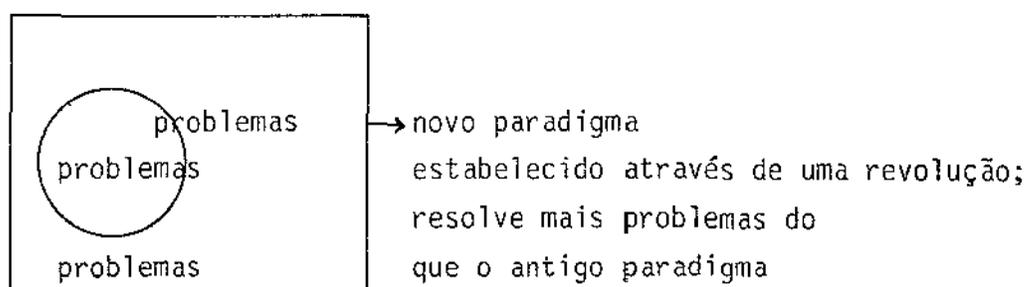 problemas novo paradigma
problemas estabelecido através de uma revolução;
resolve mais problemas do
problemas que o antigo paradigma